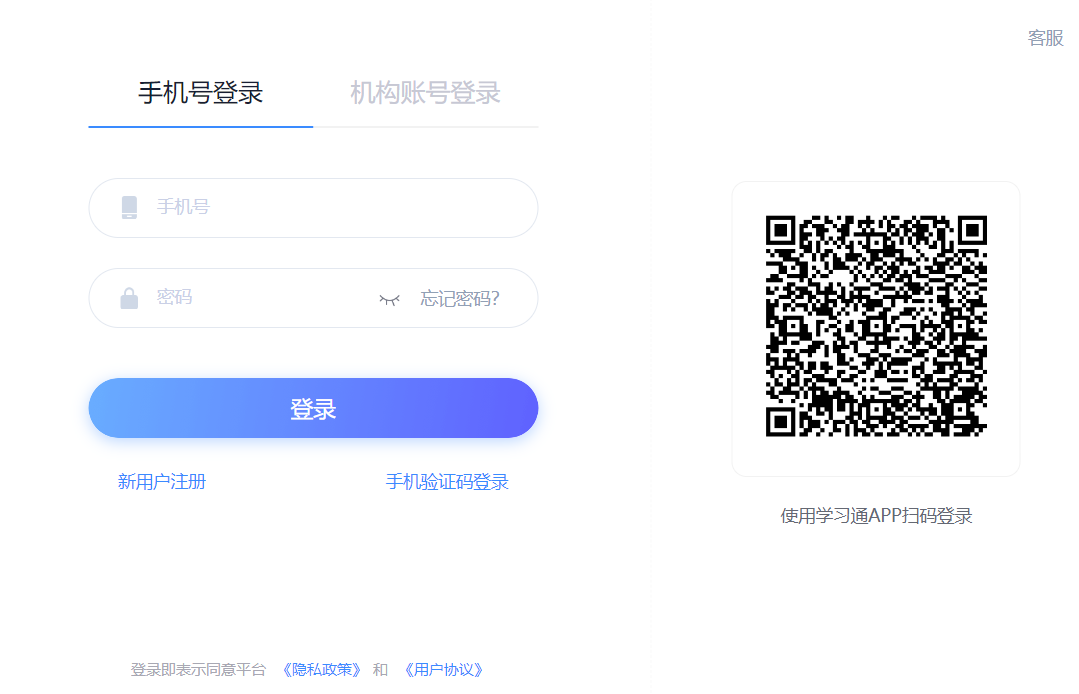 客服
手机号登录
机构账号登录
手机号
密码
忘记密码?
登录
新用户注册
手机验证码登录
使用学习通APP扫码登录
登录即表示同意平台 《隐私政策》 和 《用户协议》